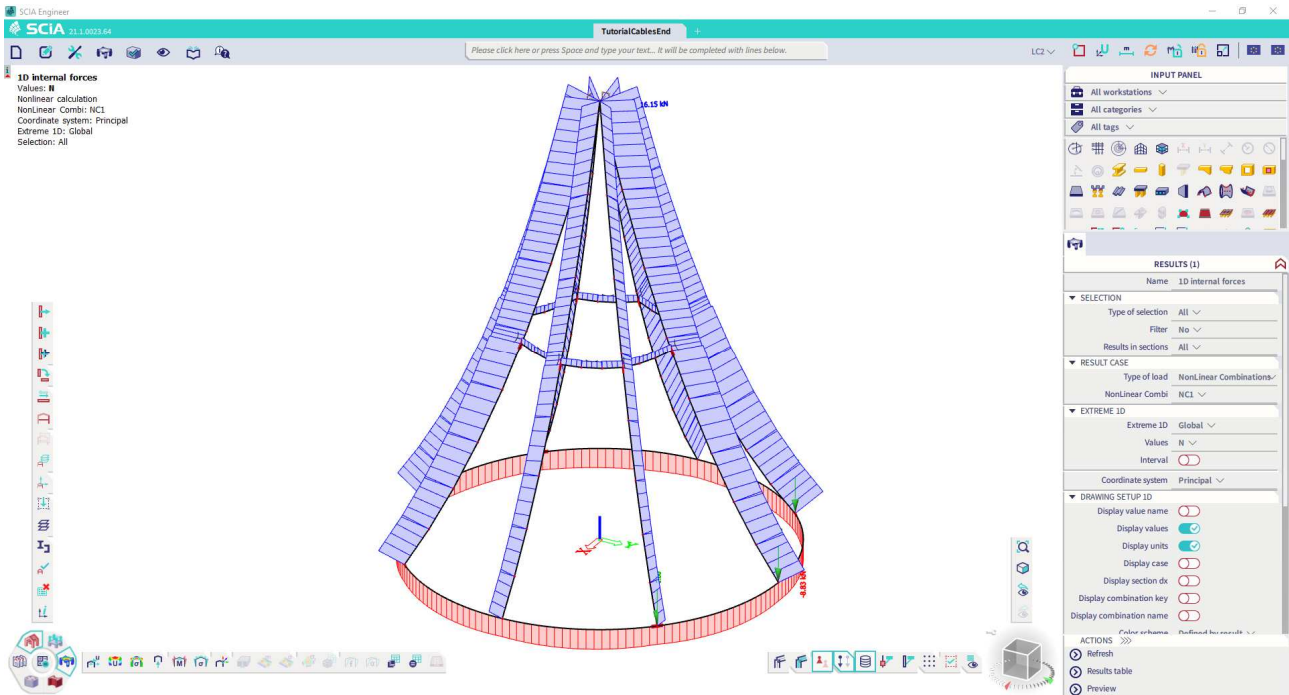 SCIA Engineer
SCIA 21.1.0023.64
TutorialCablesEnd
+
Please click here or press Space and type your text... It will be completed with lines below.
LC2
1D internal forces
Values: N
Nonlinear calculation
NonLinear Combi: NC1
Coordinate system: Principal
Extreme 1D: Global
Selection: All
16.15 kN
-8.83 kN
INPUT PANEL
All workstations
All categories
All tags
RESULTS (1)
Name 1D internal forces
SELECTION
Type of selection All
Filter No
Results in sections All
RESULT CASE
Type of load NonLinear Combinations
NonLinear Combi NC1
EXTREME 1D
Extreme 1D Global
Values N
Interval
Coordinate system Principal
DRAWING SETUP 1D
Display value name
Display values
Display units
Display case
Display section dx
Display combination key
Display combination name
Color scheme Defined by result
ACTIONS >>>
Refresh
Results table
Preview